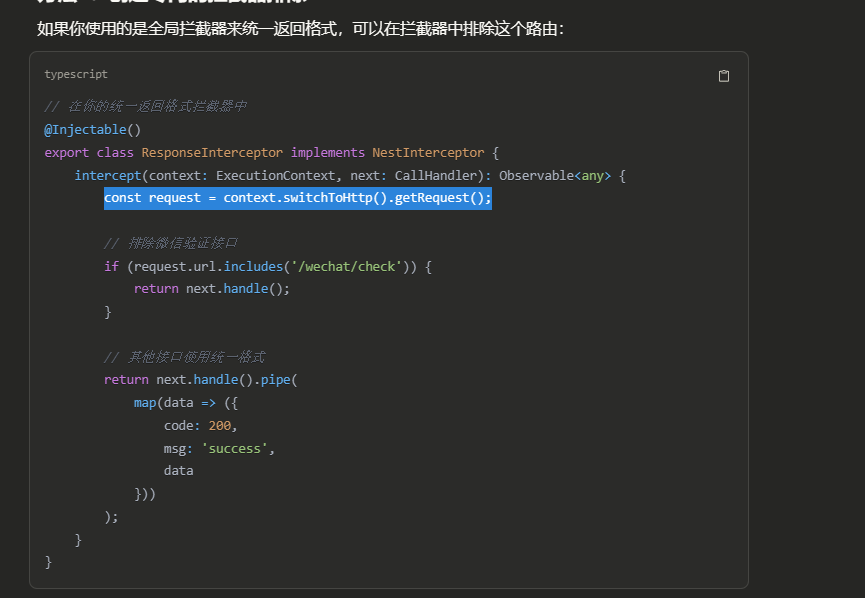 如果你使用的是全局拦截器来统一返回格式，可以在拦截器中排除这个路由：
typescript
// 在你的统一返回格式拦截器中
@Injectable()
export class ResponseInterceptor implements NestInterceptor {
    intercept(context: ExecutionContext, next: CallHandler): Observable<any> {
        const request = context.switchToHttp().getRequest();
        // 排除微信验证接口
        if (request.url.includes('/wechat/check')) {
            return next.handle();
        }
        // 其他接口使用统一格式
        return next.handle().pipe(
            map(data => ({
                code: 200,
                msg: 'success',
                data
            }))
        );
    }
}